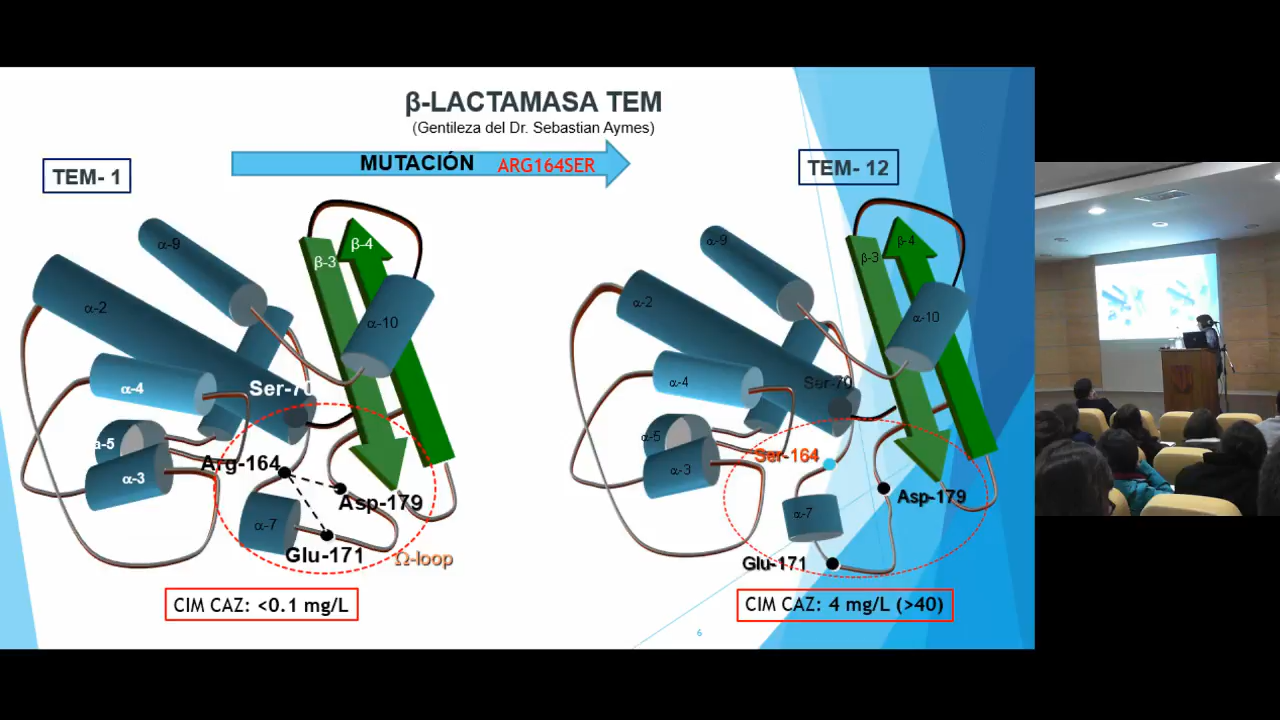 β-LACTAMASA TEM
(Gentileza del Dr. Sebastian Aymes)
MUTACIÓN ARG164SER
TEM- 1
TEM- 12
α-9
β-4
β-3
α-2
α-10
α-4
Ser-70
α-5
α-3
Arg-164
Asp-179
α-7
Glu-171
Ω-loop
CIM CAZ: <0.1 mg/L
α-9
β-4
β-3
α-2
α-10
α-4
Ser-70
α-5
α-3
Ser-164
Asp-179
α-7
Glu-171
CIM CAZ: 4 mg/L (>40)
6